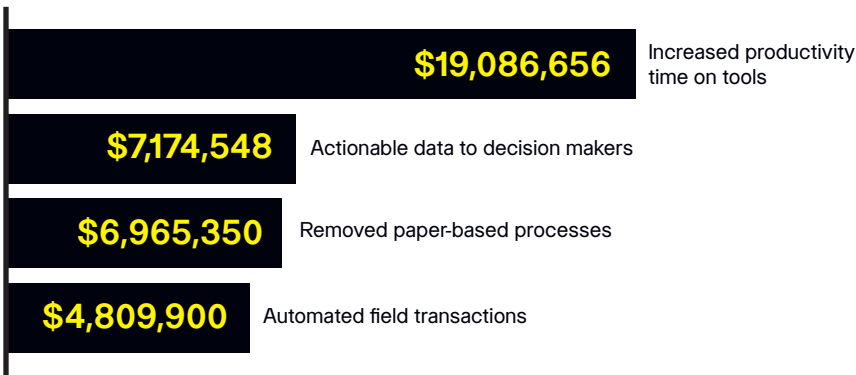 $19,086,656
Increased productivity
time on tools
$7,174,548
Actionable data to decision makers
$6,965,350
Removed paper-based processes
$4,809,900
Automated field transactions